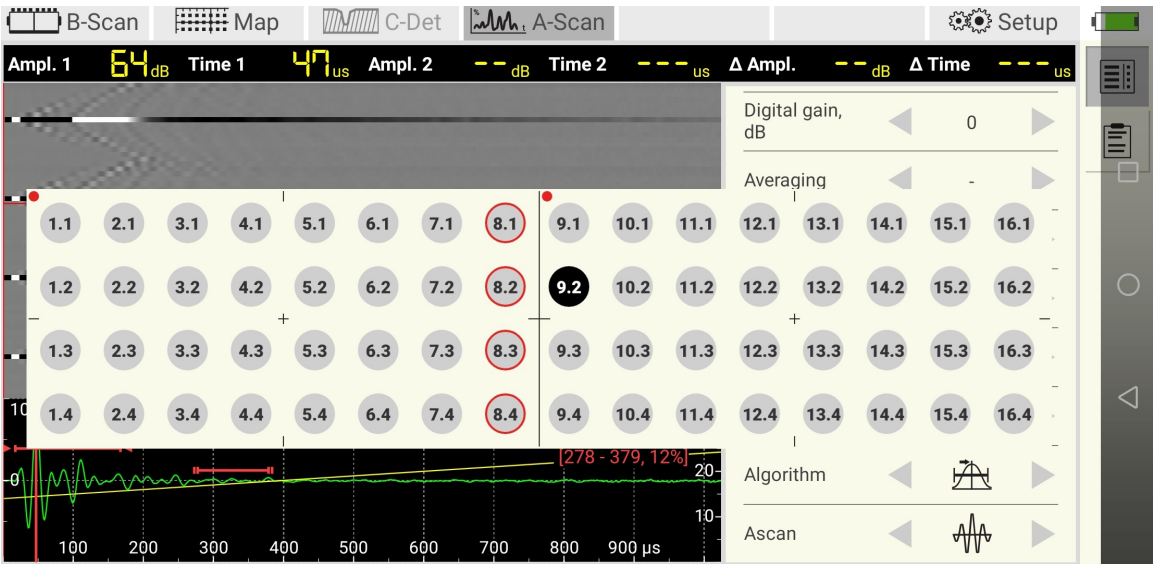 B-Scan Map C-Det % A-Scan Setup
Ampl. 1 64 dB Time 1 47 us Ampl. 2 -- dB Time 2 --- us Δ Ampl. -- dB Δ Time --- us
Digital gain, dB 0
Averaging -
1.1 2.1 3.1 4.1 5.1 6.1 7.1 8.1 9.1 10.1 11.1 12.1 13.1 14.1 15.1 16.1
1.2 2.2 3.2 4.2 5.2 6.2 7.2 8.2 9.2 10.2 11.2 12.2 13.2 14.2 15.2 16.2
1.3 2.3 3.3 4.3 5.3 6.3 7.3 8.3 9.3 10.3 11.3 12.3 13.3 14.3 15.3 16.3
10
1.4 2.4 3.4 4.4 5.4 6.4 7.4 8.4 9.4 10.4 11.4 12.4 13.4 14.4 15.4 16.4
[278 - 379, 12%]
20
0
Algorithm
10
Ascan
100 200 300 400 500 600 700 800 900 µs